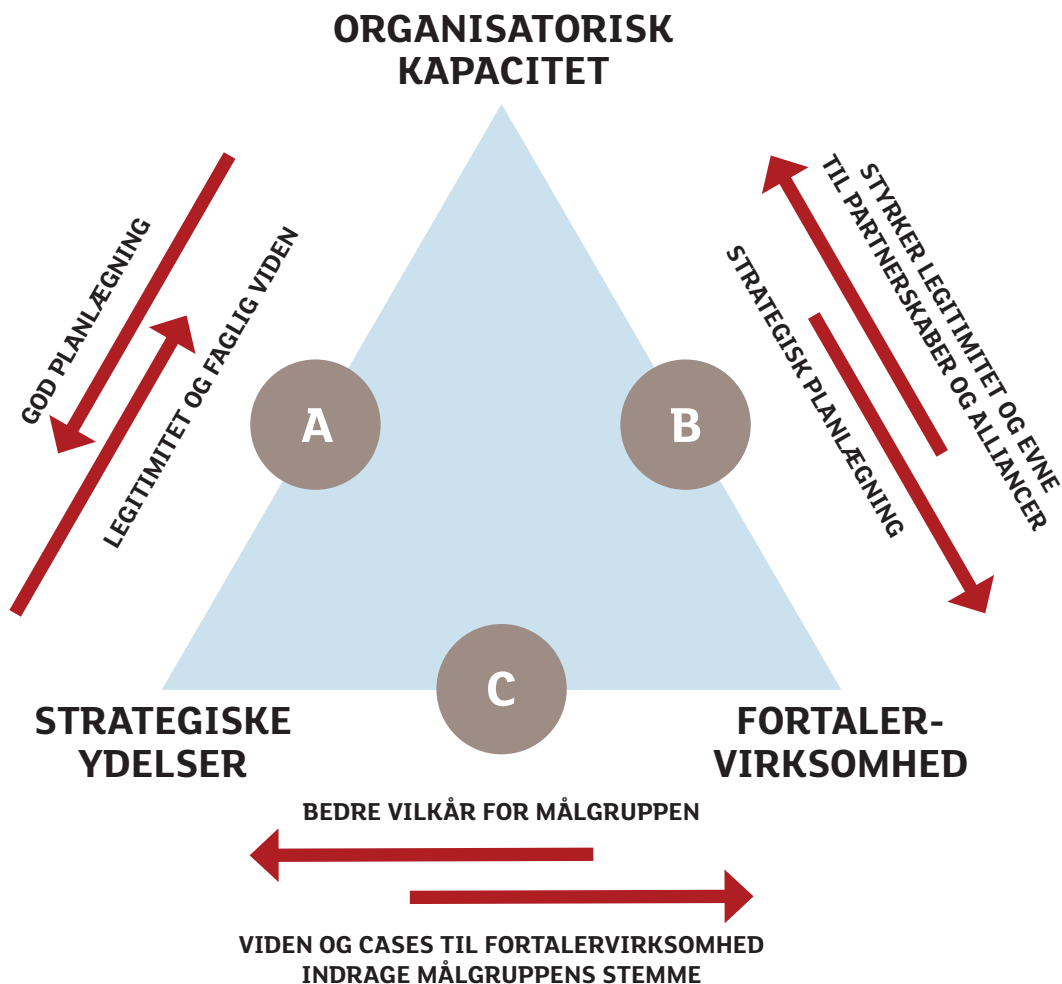 ORGANISATORISK
KAPACITET
GOD PLANLÆGNING
LEGITIMITET OG FAGLIG VIDEN
STYRKER LEGITIMITET OG EVNE
TIL PARTNERSKABER OG ALLIANCER
STRATEGISK PLANLÆGNING
A
B
C
STRATEGISKE
YDELSER
FORTALER-
VIRKSOMHED
BEDRE VILKÅR FOR MÅLGRUPPEN
VIDEN OG CASES TIL FORTALERVIRKSOMHED
INDRAGE MÅLGRUPPENS STEMME